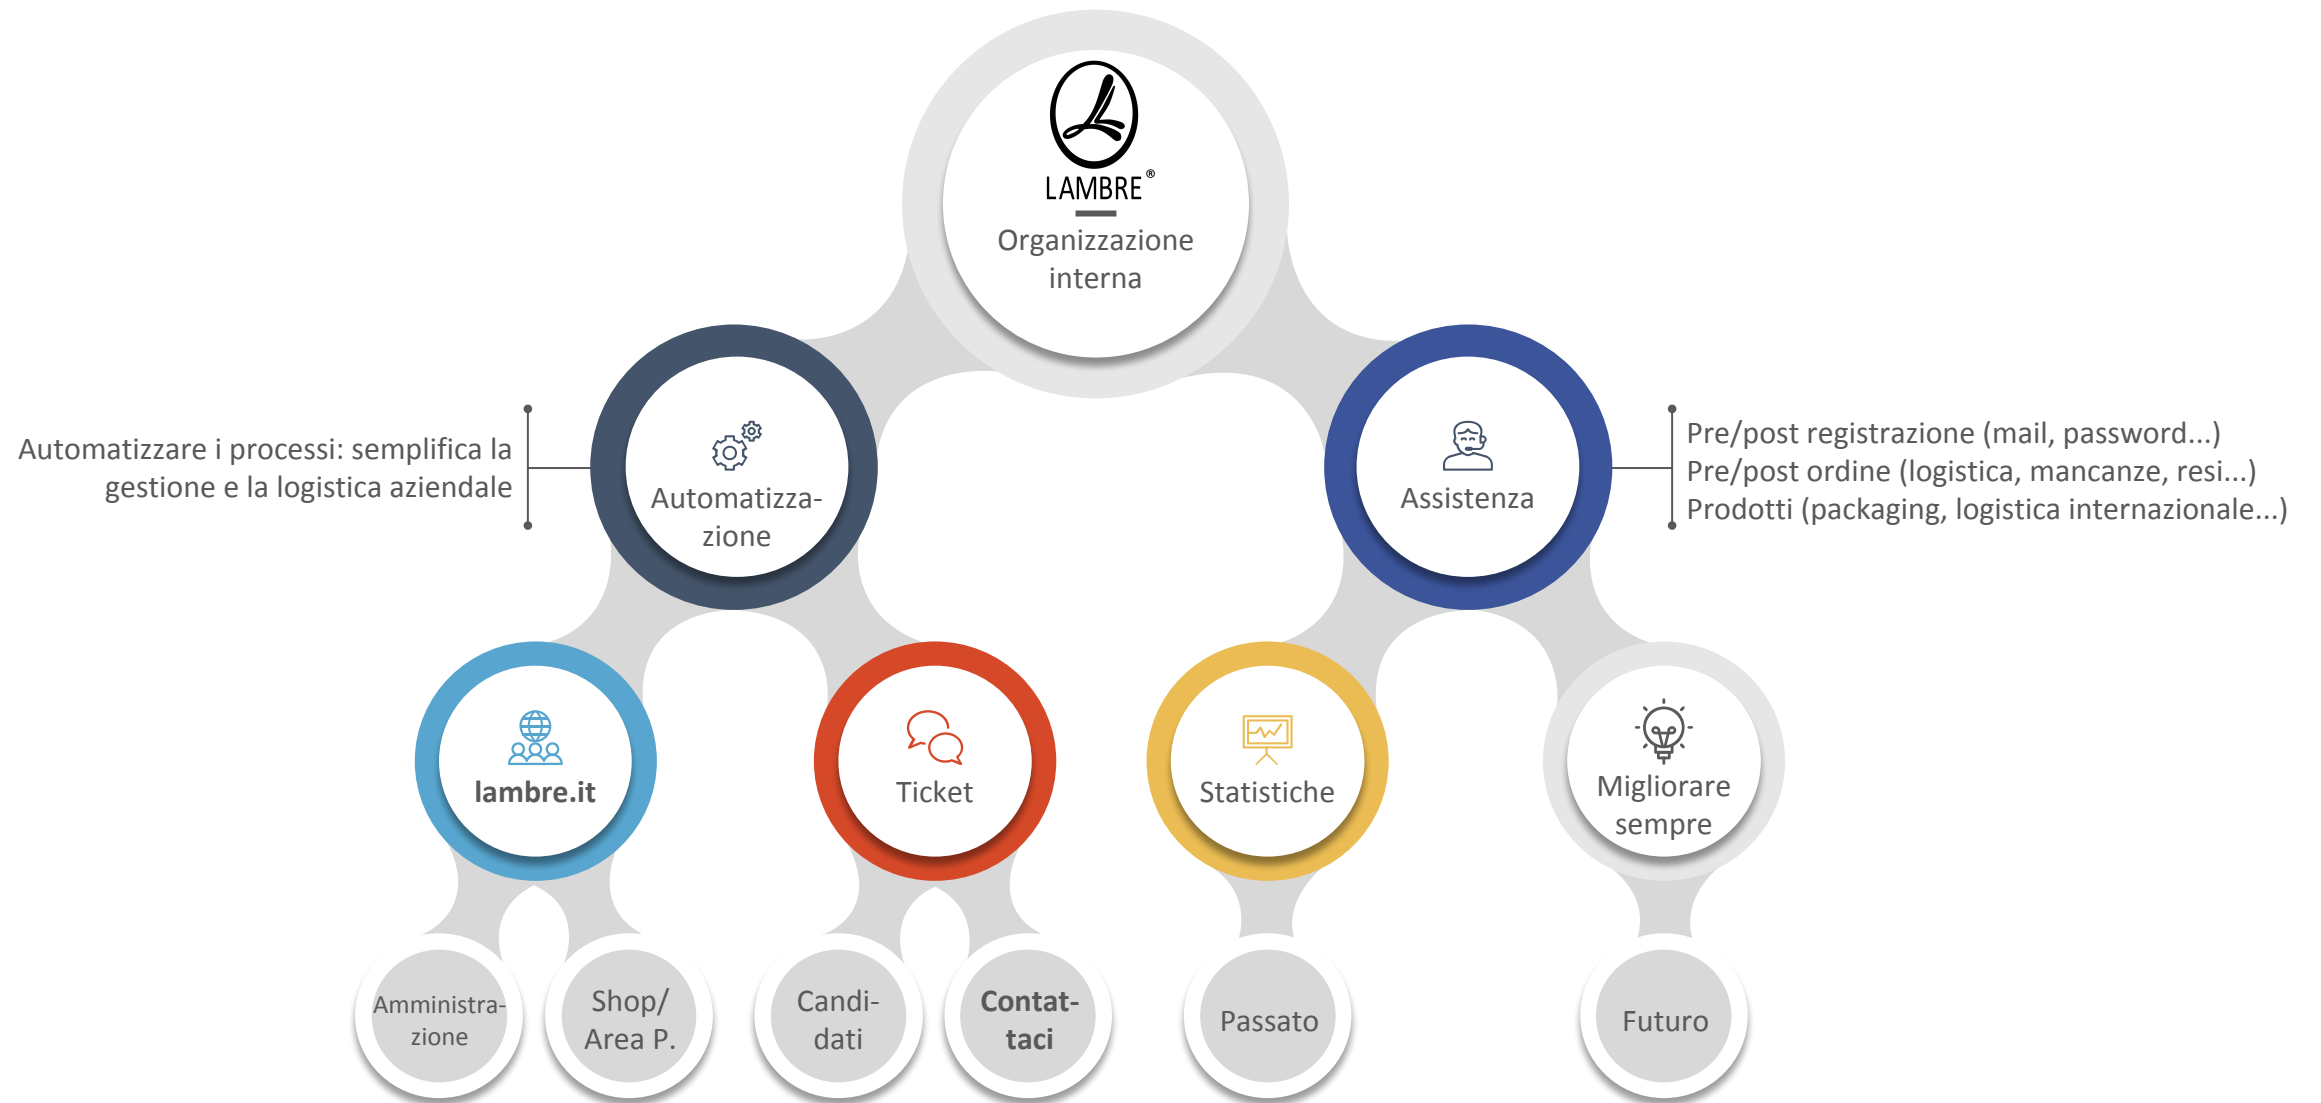 LAMBRE®
Organizzazione
interna
Automatizzare i processi: semplifica la
gestione e la logistica aziendale
Automatizza-
zione
Assistenza
Pre/post registrazione (mail, password...)
Pre/post ordine (logistica, mancanze, resi...)
Prodotti (packaging, logistica internazionale...)
lambre.it
Ticket
Statistiche
Migliorare
sempre
Amministra-
zione
Shop/
Area P.
Candi-
dati
Contat-
taci
Passato
Futuro